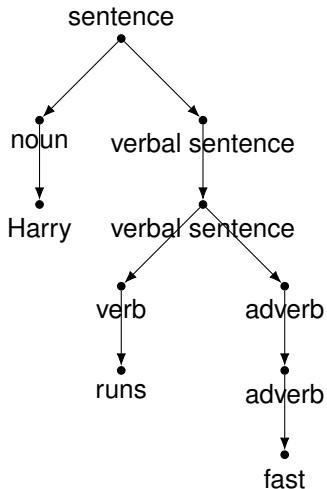 sentence
noun
verbal sentence
Harry
verbal sentence
verb
adverb
runs
adverb
fast